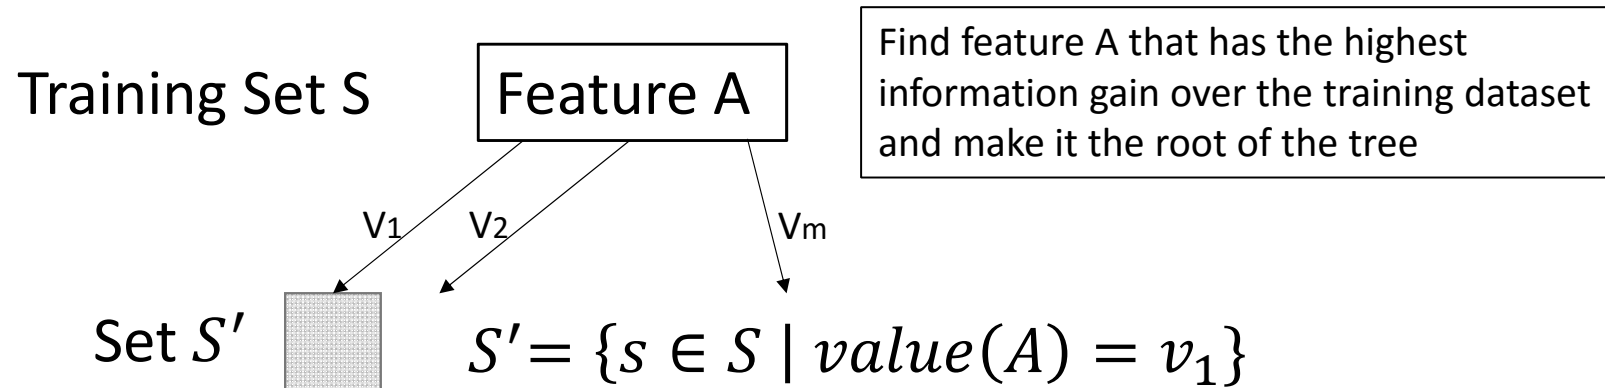 Training Set S
Feature A
Find feature A that has the highest
information gain over the training dataset
and make it the root of the tree
V1
V2
Vm
Set S′
S′= {s ∈ S | value(A) = v₁}